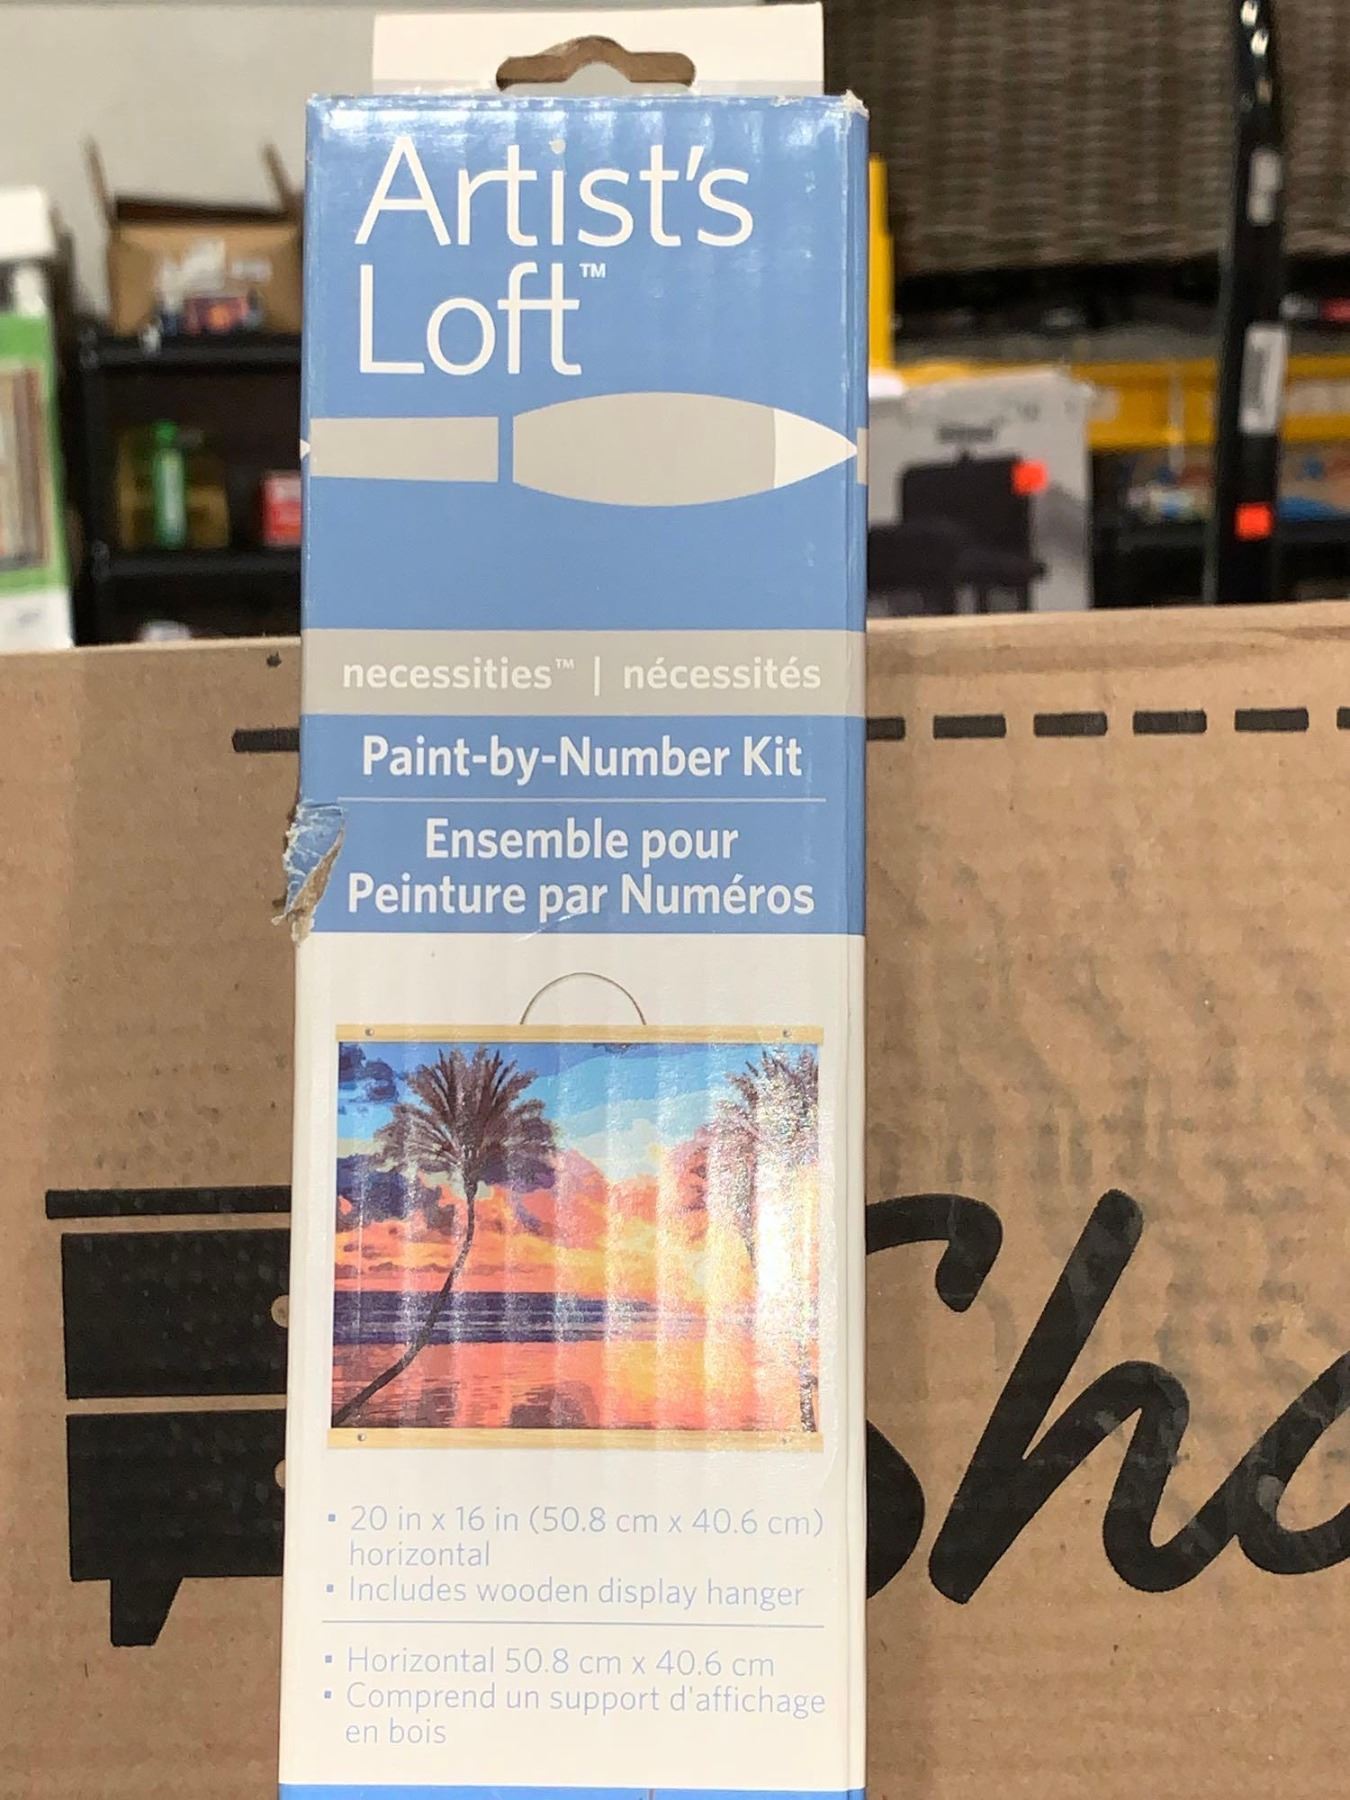 Artist's
Loft™
necessities™ | nécessités
Paint-by-Number Kit
Ensemble pour
Peinture par Numéros
▪ 20 in x 16 in (50.8 cm x 40.6 cm)
horizontal
▪ Includes wooden display hanger
▪ Horizontal 50.8 cm x 40.6 cm
▪ Comprend un support d'affichage
en bois